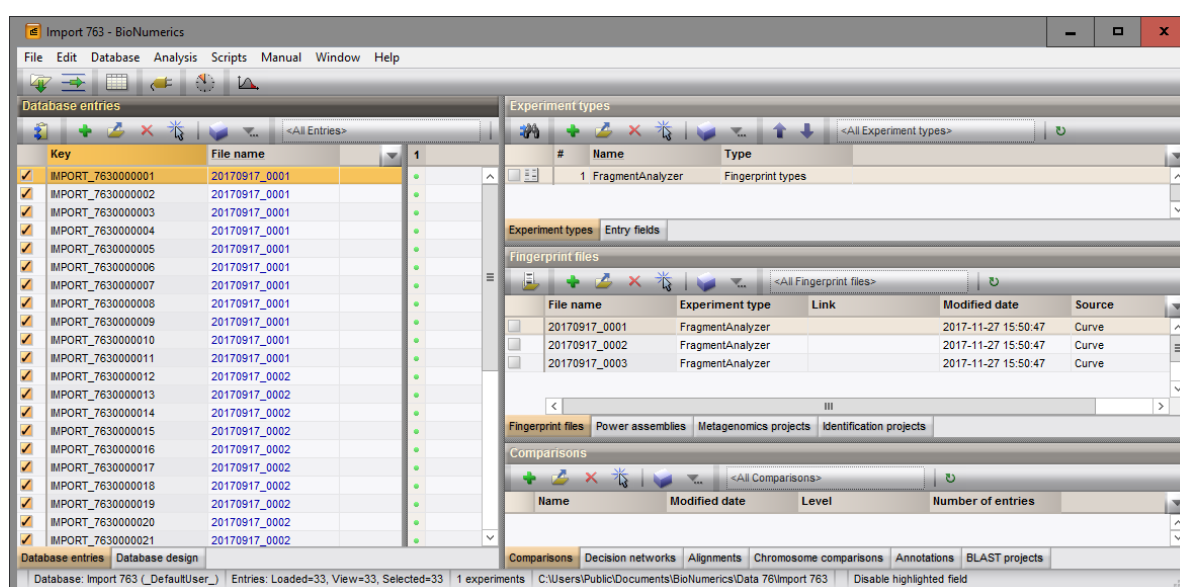 Import 763 - BioNumerics
File Edit Database Analysis Scripts Manual Window Help
Database entries
<All Entries>
Key File name 1
IMPORT_7630000001 20170917_0001
IMPORT_7630000002 20170917_0001
IMPORT_7630000003 20170917_0001
IMPORT_7630000004 20170917_0001
IMPORT_7630000005 20170917_0001
IMPORT_7630000006 20170917_0001
IMPORT_7630000007 20170917_0001
IMPORT_7630000008 20170917_0001
IMPORT_7630000009 20170917_0001
IMPORT_7630000010 20170917_0001
IMPORT_7630000011 20170917_0001
IMPORT_7630000012 20170917_0002
IMPORT_7630000013 20170917_0002
IMPORT_7630000014 20170917_0002
IMPORT_7630000015 20170917_0002
IMPORT_7630000016 20170917_0002
IMPORT_7630000017 20170917_0002
IMPORT_7630000018 20170917_0002
IMPORT_7630000019 20170917_0002
IMPORT_7630000020 20170917_0002
IMPORT_7630000021 20170917_0002
Database entries Database design
Experiment types
<All Experiment types>
# Name Type
1 FragmentAnalyzer Fingerprint types
Experiment types Entry fields
Fingerprint files
<All Fingerprint files>
File name Experiment type Link Modified date Source
20170917_0001 FragmentAnalyzer 2017-11-27 15:50:47 Curve
20170917_0002 FragmentAnalyzer 2017-11-27 15:50:47 Curve
20170917_0003 FragmentAnalyzer 2017-11-27 15:50:47 Curve
Fingerprint files Power assemblies Metagenomics projects Identification projects
Comparisons
<All Comparisons>
Name Modified date Level Number of entries
Comparisons Decision networks Alignments Chromosome comparisons Annotations BLAST projects
Database: Import 763 (_DefaultUser_) Entries: Loaded=33, View=33, Selected=33 1 experiments C:\Users\Public\Documents\BioNumerics\Data 76\Import 763 Disable highlighted field